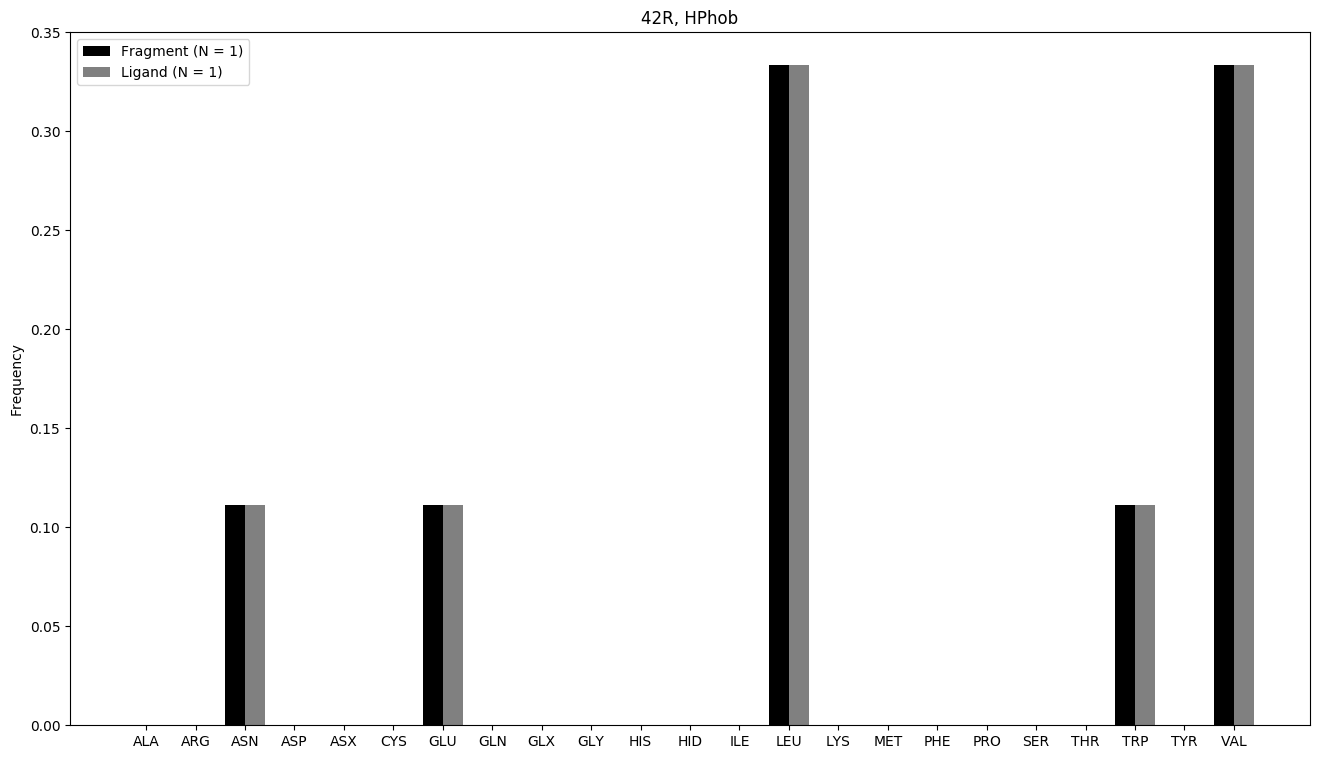 42R, HPhob
Fragment (N = 1)
Ligand (N = 1)
Frequency
0.35
0.30
0.25
0.20
0.15
0.10
0.05
0.00
ALA ARG ASN ASP ASX CYS GLU GLN GLX GLY HIS HID ILE LEU LYS MET PHE PRO SER THR TRP TYR VAL